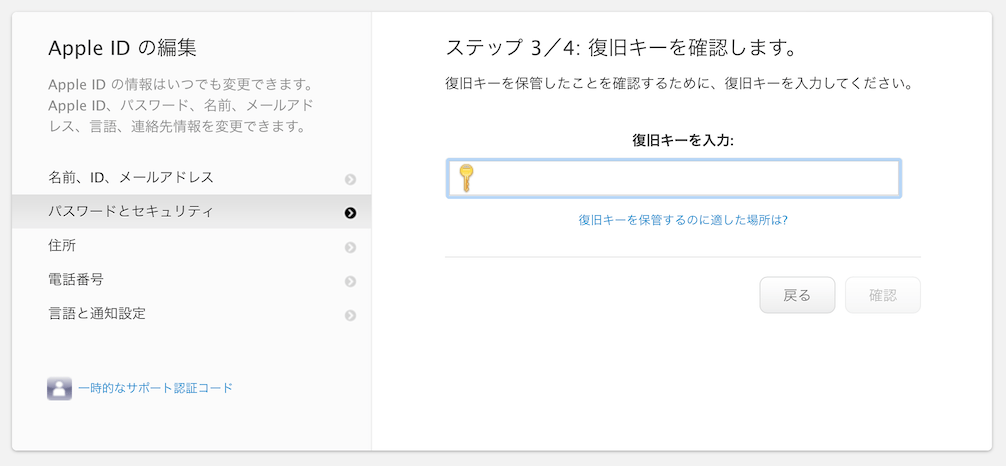 Apple ID の編集
Apple ID の情報はいつでも変更できます。
Apple ID、パスワード、名前、メールアド
レス、言語、連絡先情報を変更できます。
名前、ID、メールアドレス
パスワードとセキュリティ
住所
電話番号
言語と通知設定
一時的なサポート認証コード
ステップ 3/4: 復旧キーを確認します。
復旧キーを保管したことを確認するために、復旧キーを入力してください。
復旧キーを入力:
復旧キーを保管するのに適した場所は?
戻る
確認